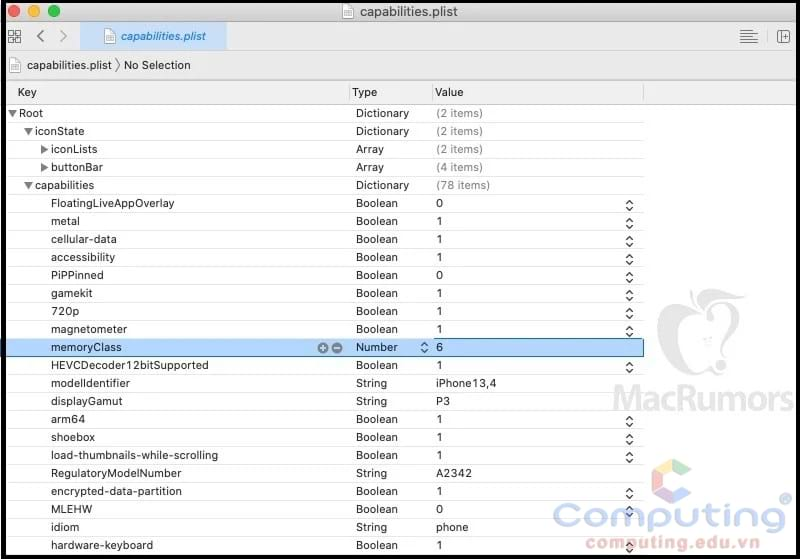 capabilities.plist
capabilities.plist
capabilities.plist No Selection
Key Type Value
Root Dictionary (2 items)
iconState Dictionary (2 items)
iconLists Array (2 items)
buttonBar Array (4 items)
capabilities Dictionary (78 items)
FloatingLiveAppOverlay Boolean 0
metal Boolean 1
cellular-data Boolean 1
accessibility Boolean 1
PiPPinned Boolean 0
gamekit Boolean 1
720p Boolean 1
magnetometer Boolean 1
memoryClass Number 6
HEVCDecoder12bitSupported Boolean 1
modelIdentifier String iPhone13,4
displayGamut String P3
arm64 Boolean 1
shoebox Boolean 1
load-thumbnails-while-scrolling Boolean 1
RegulatoryModelNumber String A2342
encrypted-data-partition Boolean 1
MLEHW Boolean 0
idiom String phone
hardware-keyboard Boolean 1
MacRumors
Computing®
computing.edu.vn